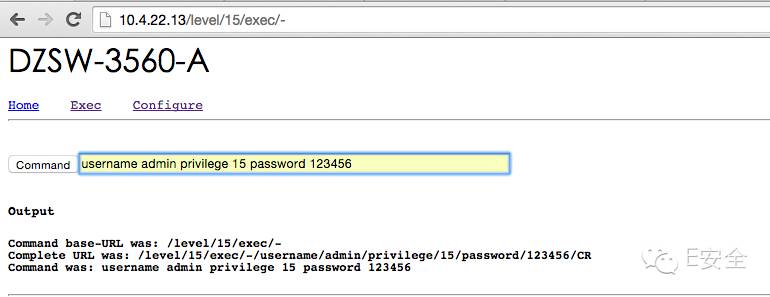 10.4.22.13/level/15/exec/-
DZSW-3560-A
Home Exec Configure
Command username admin privilege 15 password 123456
Output
Command base-URL was: /level/15/exec/-
Complete URL was: /level/15/exec/-/username/admin/privilege/15/password/123456/CR
Command was: username admin privilege 15 password 123456
E安全